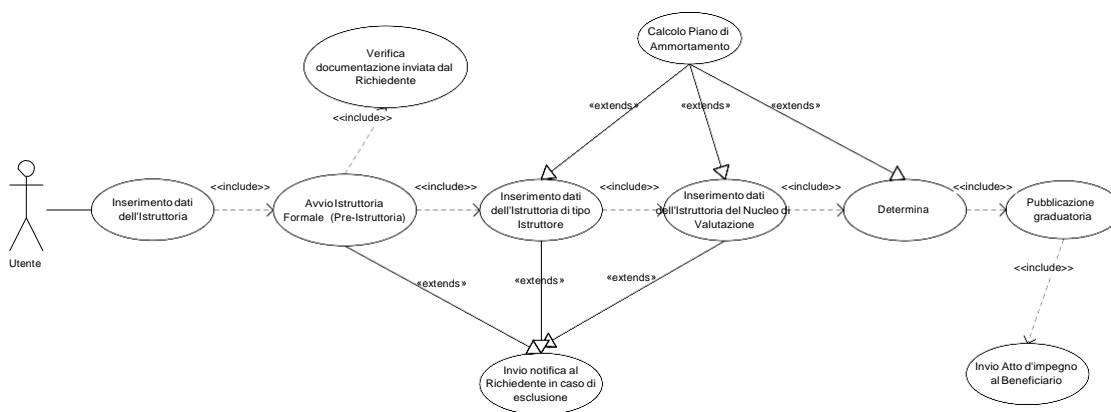 Calcolo Piano di
Ammortamento
Verifica
documentazione inviata dal
Richiedente
<<include>>
«extends»
«extends»
«extends»
<<include>>
<<include>>
<<include>>
<<include>>
<<include>>
Inserimento dati
dell'Istruttoria
Avvio Istruttoria
Formale (Pre-Istruttoria)
Inserimento dati
dell'Istruttoria di tipo
Istruttore
Inserimento dati
dell'Istruttoria del Nucleo di
Valutazione
Determina
Pubblicazione
graduatoria
Utente
«extends»
«extends»
«extends»
<<include>>
Invio notifica al
Richiedente in caso di
esclusione
Invio Atto d'impegno
al Beneficiario